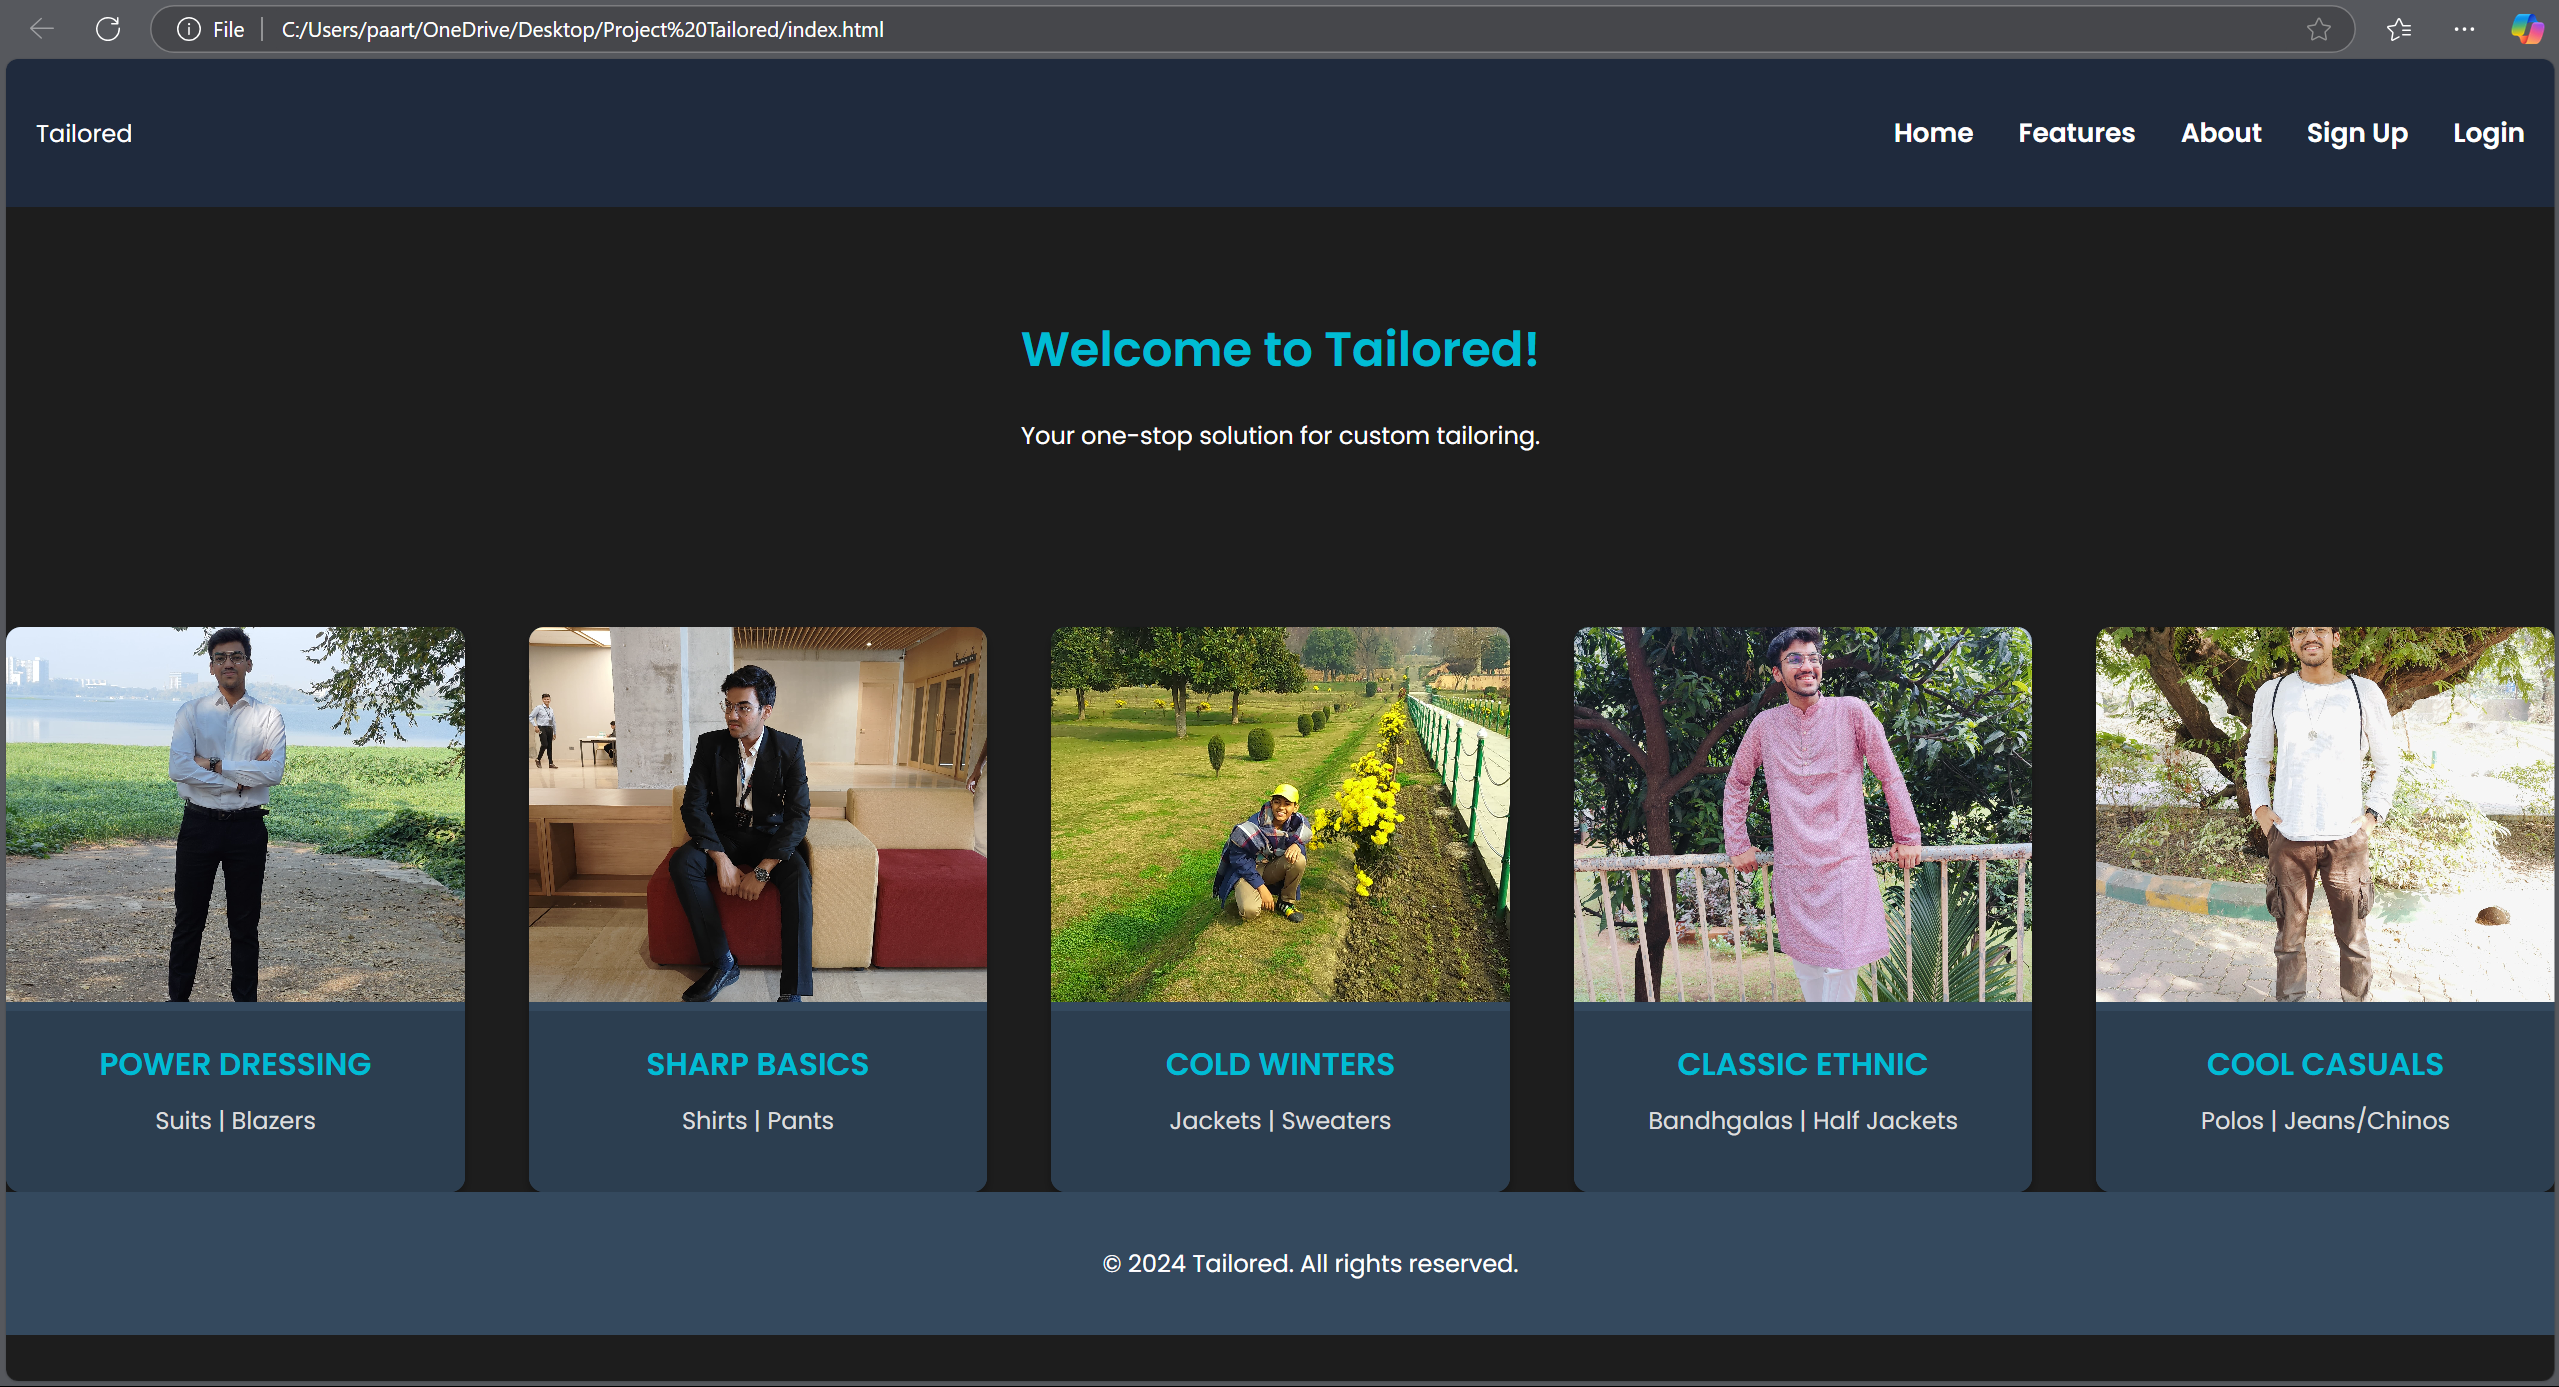 File | C:/Users/paart/OneDrive/Desktop/Project%20Tailored/index.html
Tailored
Home Features About Sign Up Login
Welcome to Tailored!
Your one-stop solution for custom tailoring.
POWER DRESSING
Suits | Blazers
SHARP BASICS
Shirts | Pants
COLD WINTERS
Jackets | Sweaters
CLASSIC ETHNIC
Bandhgalas | Half Jackets
COOL CASUALS
Polos | Jeans/Chinos
© 2024 Tailored. All rights reserved.